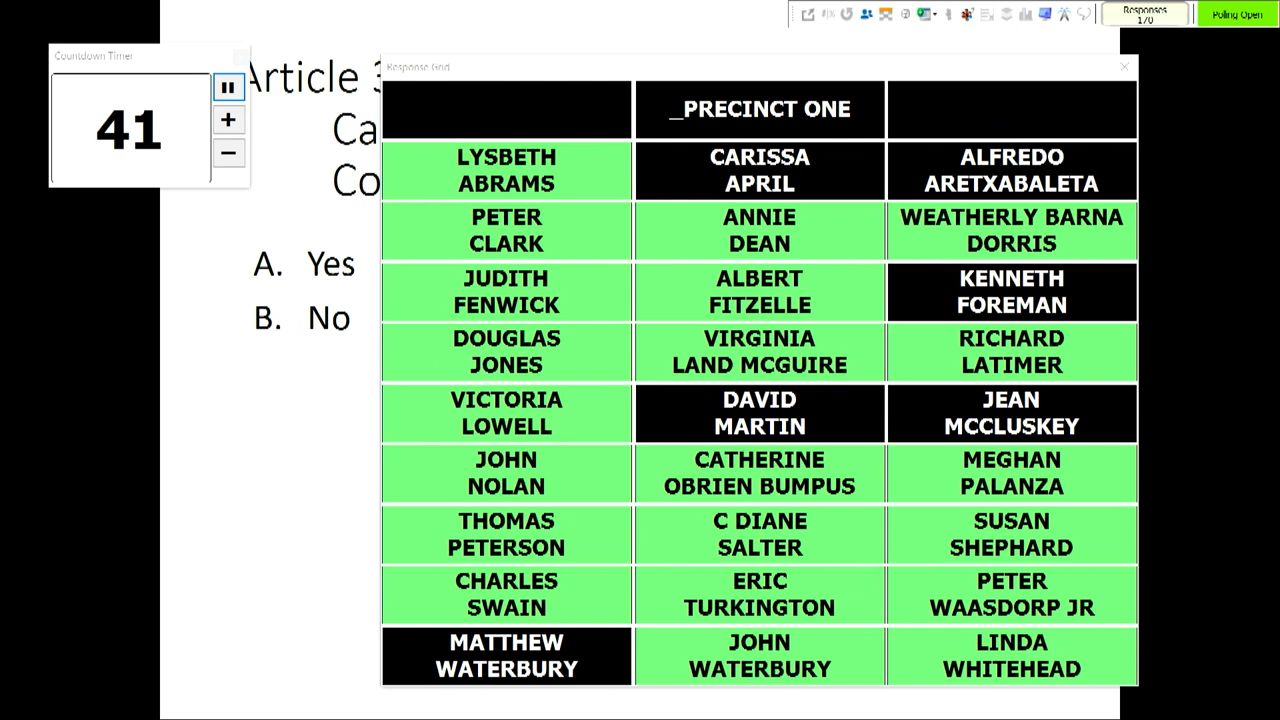 Responses
170
Polling Open
Countdown Timer
41
Response Grid
Article 3
Ca
Co
A. Yes
B. No
_PRECINCT ONE
LYSBETH
ABRAMS
CARISSA
APRIL
ALFREDO
ARETXABALETA
PETER
CLARK
ANNIE
DEAN
WEATHERLY BARNA
DORRIS
JUDITH
FENWICK
ALBERT
FITZELLE
KENNETH
FOREMAN
DOUGLAS
JONES
VIRGINIA
LAND MCGUIRE
RICHARD
LATIMER
VICTORIA
LOWELL
DAVID
MARTIN
JEAN
MCCLUSKEY
JOHN
NOLAN
CATHERINE
OBRIEN BUMPUS
MEGHAN
PALANZA
THOMAS
PETERSON
C DIANE
SALTER
SUSAN
SHEPHARD
CHARLES
SWAIN
ERIC
TURKINGTON
PETER
WAASDORP JR
MATTHEW
WATERBURY
JOHN
WATERBURY
LINDA
WHITEHEAD